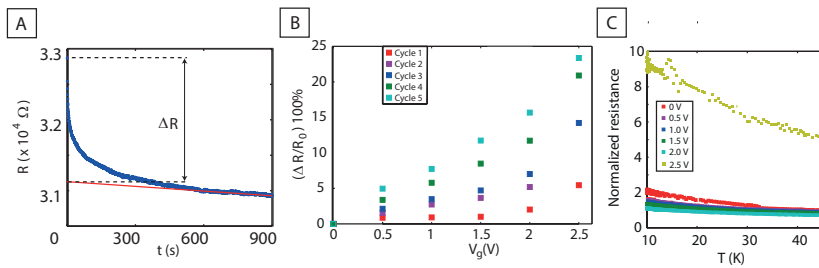 A
R (x 10⁴ Ω)
3.3
3.2
3.1
ΔR
0
300
600
900
t (s)
B
(Δ R/R₀) 100%
25
20
15
10
5
0
Cycle 1
Cycle 2
Cycle 3
Cycle 4
Cycle 5
0
0.5
1
1.5
2
2.5
Vg(V)
C
Normalized resistance
10
8
6
4
2
0
0 V
0.5 V
1.0 V
1.5 V
2.0 V
2.5 V
10
20
30
40
T (K)